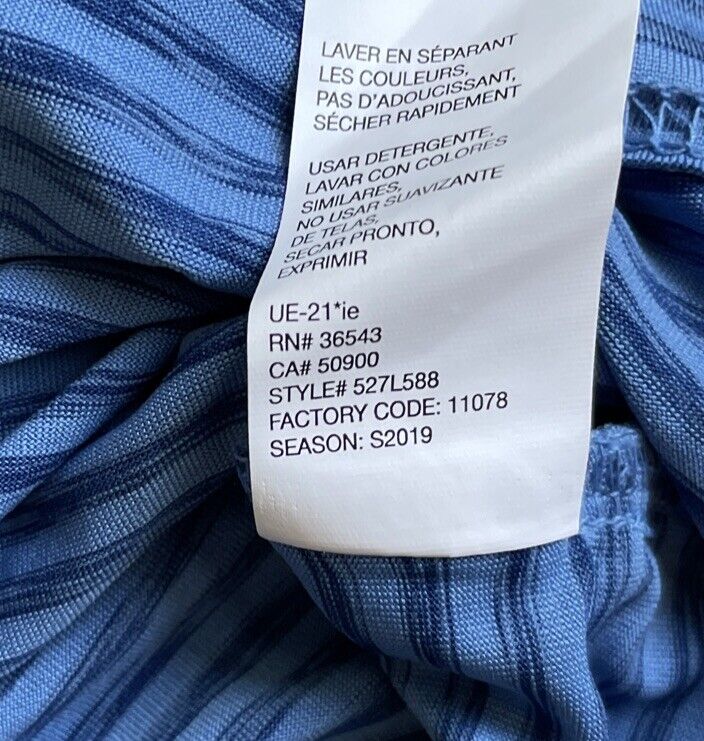 LAVER EN SÉPARANT
LES COULEURS,
PAS D'ADOUCISSANT,
SÉCHER RAPIDEMENT
USAR DETERGENTE,
LAVAR CON COLORES
SIMILARES,
NO USAR SUAVIZANTE
DE TELAS,
SECAR PRONTO,
EXPRIMIR
UE-21*ie
RN# 36543
CA# 50900
STYLE# 527L588
FACTORY CODE: 11078
SEASON: S2019